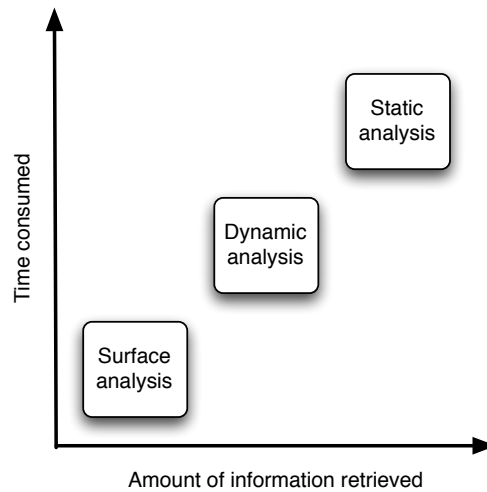 Static
analysis
Dynamic
analysis
Surface
analysis
Time consumed
Amount of information retrieved